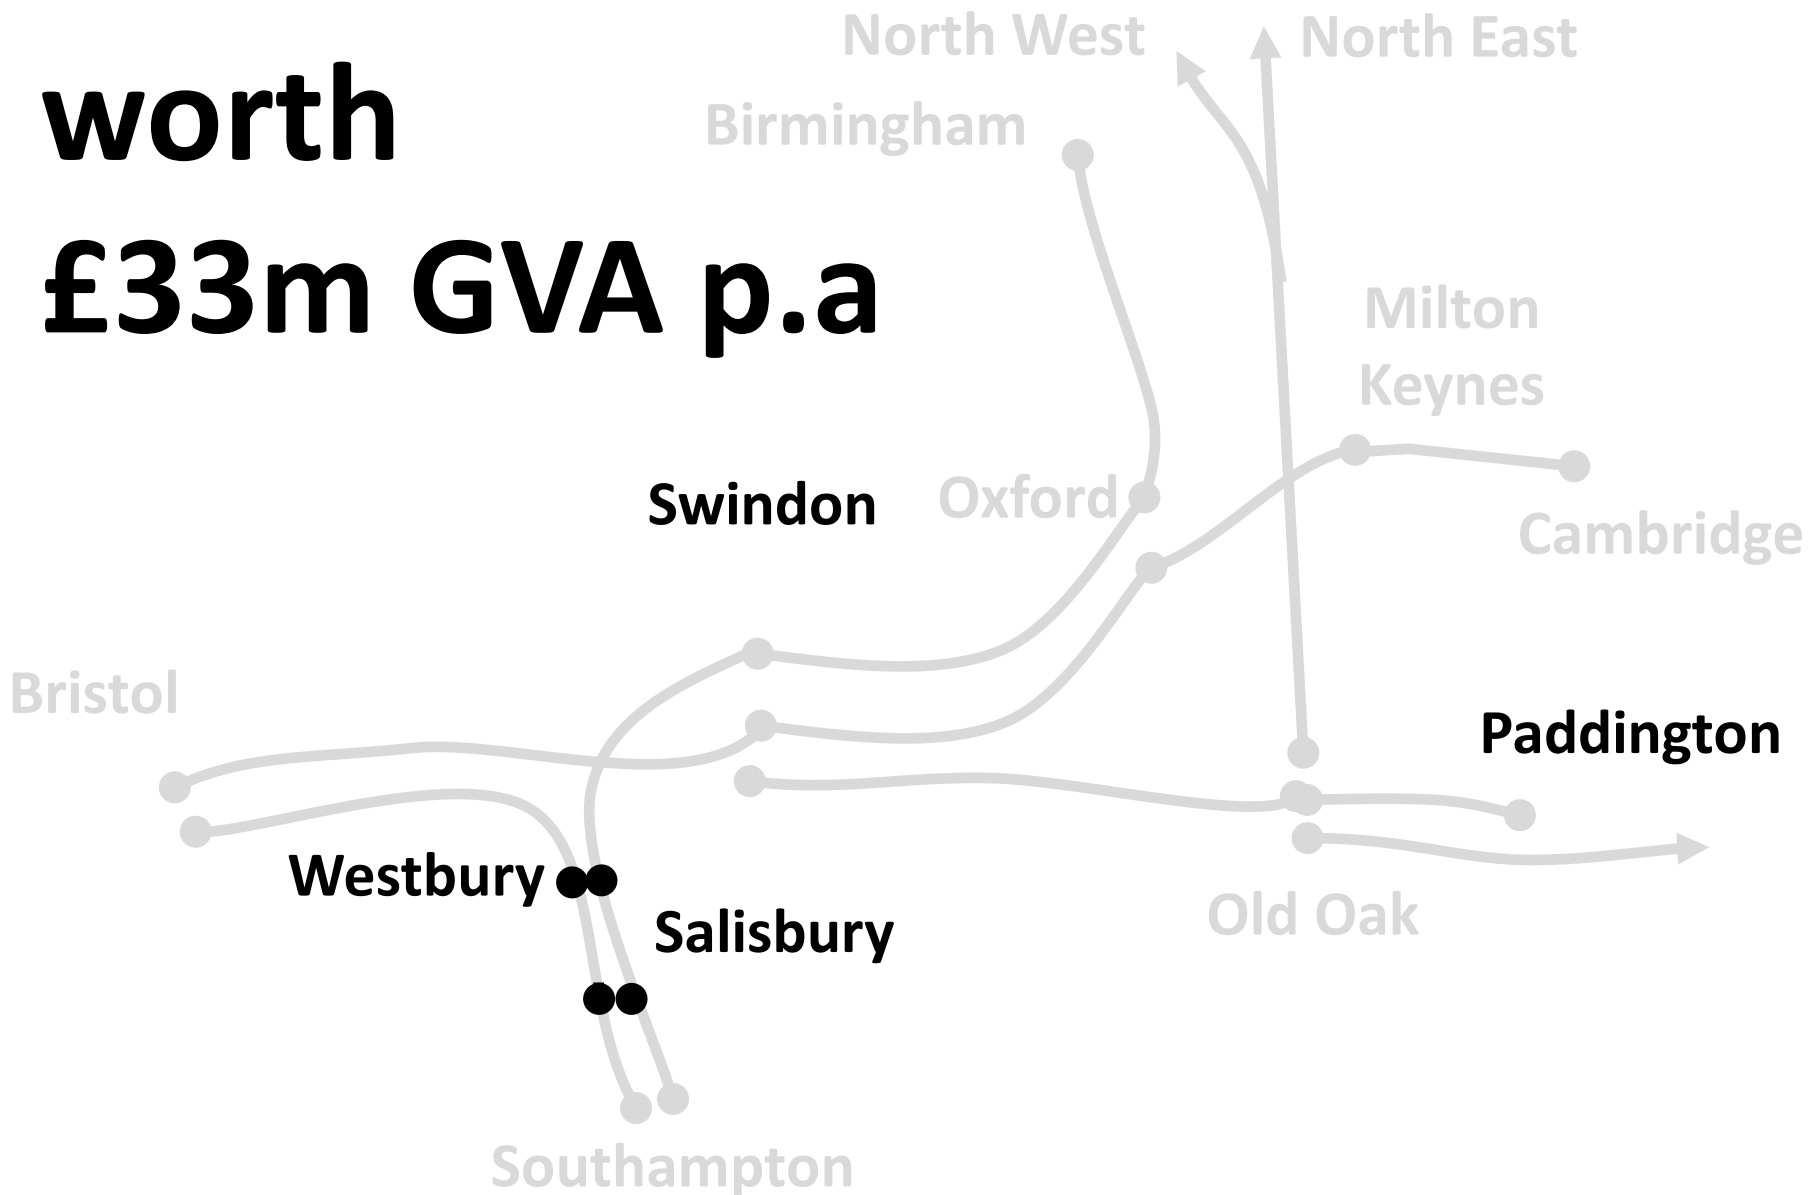 worth
£33m GVA p.a
North West
North East
Birmingham
Milton
Keynes
Swindon
Oxford
Cambridge
Bristol
Paddington
Westbury
Salisbury
Old Oak
Southampton